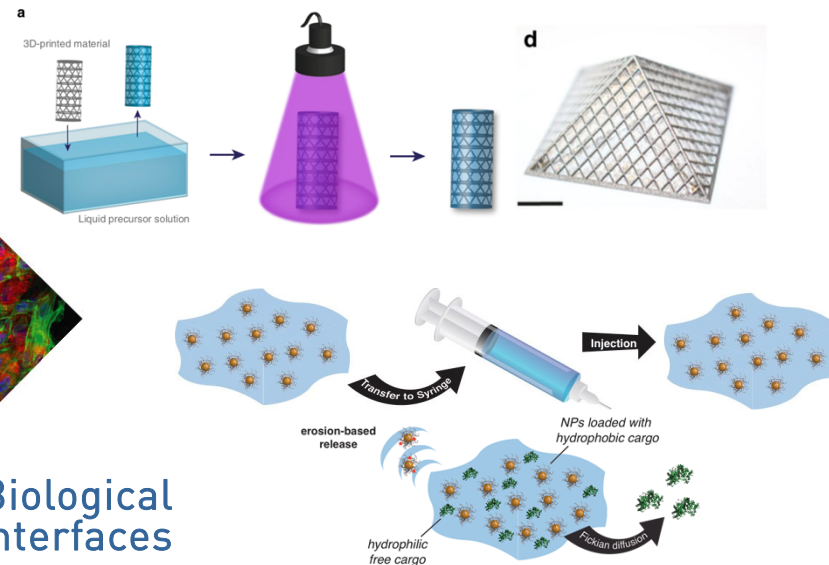 a
3D-printed material
d
Liquid precursor solution
Injection
Transfer to Syringe
NPs loaded with
hydrophobic cargo
erosion-based
release
Biological
nterfaces
hydrophilic
free cargo
Fickian diffusion